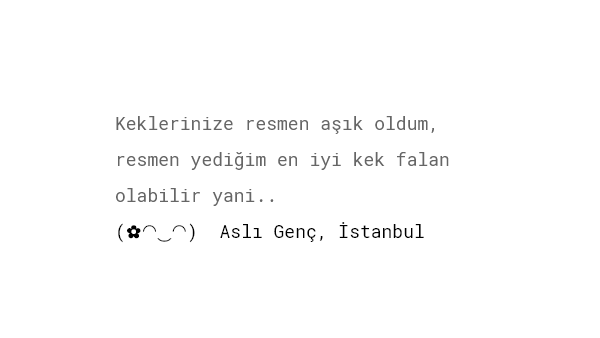 Keklerinize resmen aşık oldum,
resmen yediğim en iyi kek falan
olabilir yani..
(✿◠‿◠)  Aslı Genç, İstanbul